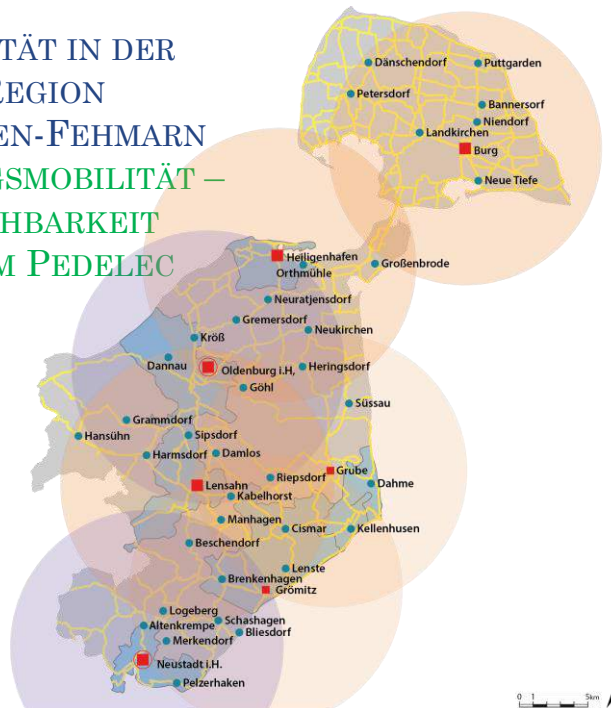 TÄT IN DER
REGION
EN-FEHMARN
GSMOBILITÄT –
HBARKEIT
M PEDELEC
Dänschendorf
Puttgarden
Petersdorf
Bannersorf
Niendorf
Landkirchen
Burg
Neue Tiefe
Heiligenhafen
Orthmühle
Großenbrode
Neuratjensdorf
Gremersdorf
Neukirchen
Kröß
Dannau
Oldenburg i.H,
Heringsdorf
Göhl
Süssau
Grammdorf
Hansühn
Sipsdorf
Harmsdorf
Damlos
Riepsdorf
Grube
Dahme
Lensahn
Kabelhorst
Manhagen
Cismar
Kellenhusen
Beschendorf
Lenste
Brenkenhagen
Grömitz
Logeberg
Schashagen
Altenkrempe
Bliesdorf
Merkendorf
Neustadt i.H.
Pelzerhaken
0 1 5km